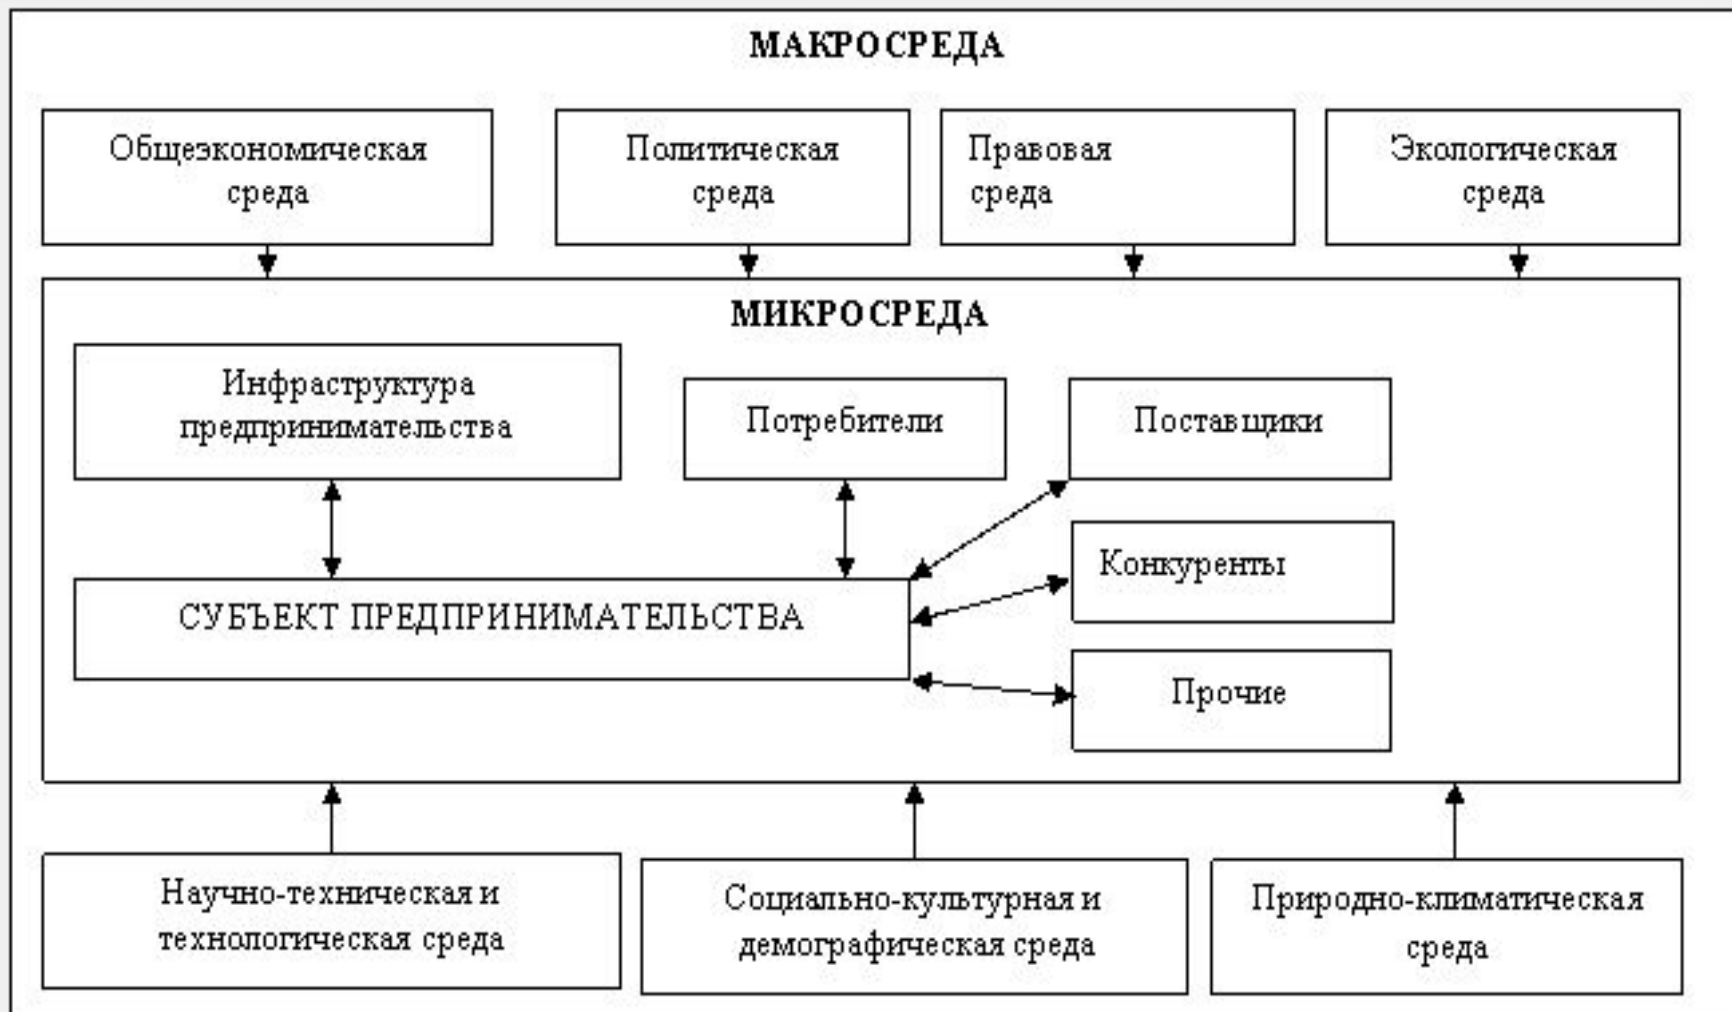 МАКРОСРЕДА
Общеэкономическая
среда
Политическая
среда
Правовая
среда
Экологическая
среда
МИКРОСРЕДА
Инфраструктура
предпринимательства
Потребители
Поставщики
Конкуренты
СУБЪЕКТ ПРЕДПРИНИМАТЕЛЬСТВА
Прочие
Научно-техническая и
технологическая среда
Социально-культурная и
демографическая среда
Природно-климатическая
среда